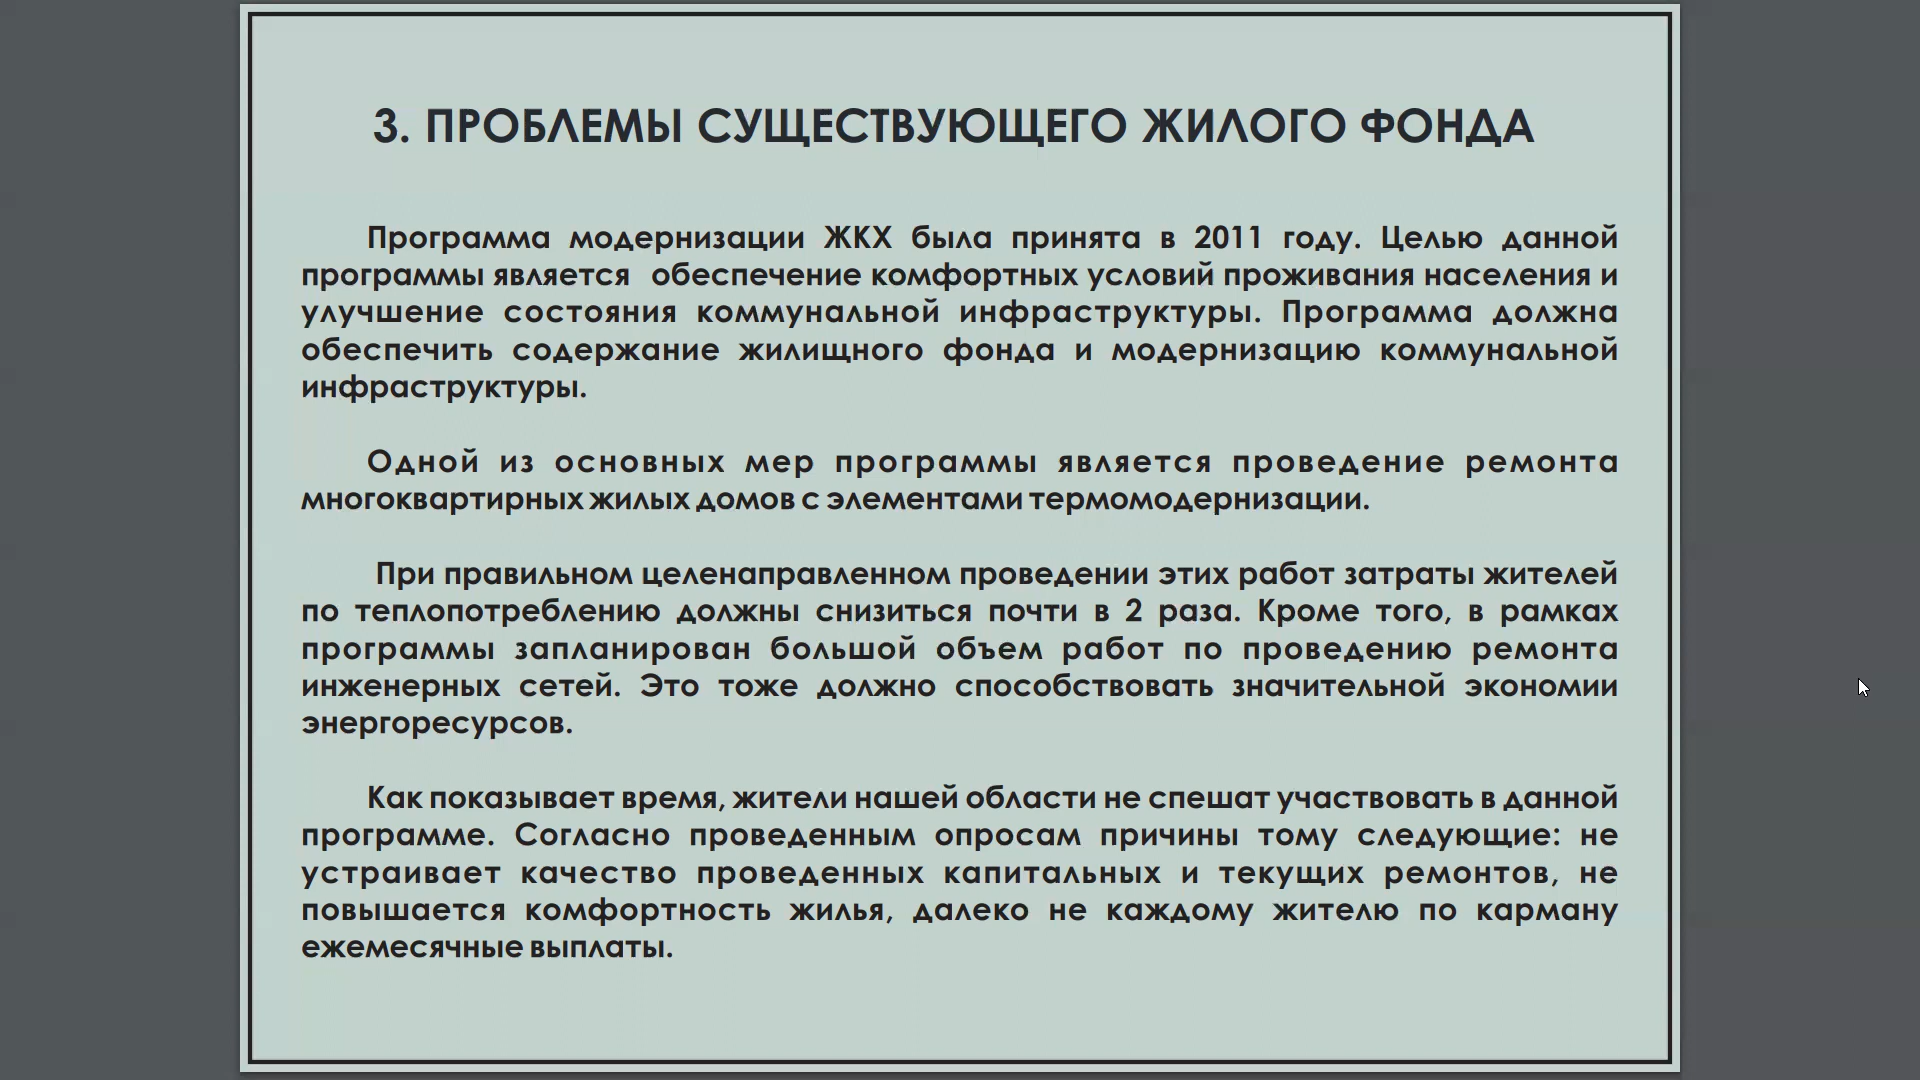 3. ПРОБЛЕМЫ СУЩЕСТВУЮЩЕГО ЖИЛОГО ФОНДА
Программа модернизации ЖКХ была принята в 2011 году. Целью данной
программы является обеспечение комфортных условий проживания населения и
улучшение состояния коммунальной инфраструктуры. Программа должна
обеспечить содержание жилищного фонда и модернизацию коммунальной
инфраструктуры.
Одной из основных мер программы является проведение ремонта
многоквартирных жилых домов с элементами термомодернизации.
При правильном целенаправленном проведении этих работ затраты жителей
по теплопотреблению должны снизиться почти в 2 раза. Кроме того, в рамках
программы запланирован большой объем работ по проведению ремонта
инженерных сетей. Это тоже должно способствовать значительной экономии
энергоресурсов.
Как показывает время, жители нашей области не спешат участвовать в данной
программе. Согласно проведенным опросам причины тому следующие: не
устраивает качество проведенных капитальных и текущих ремонтов, не
повышается комфортность жилья, далеко не каждому жителю по карману
ежемесячные выплаты.